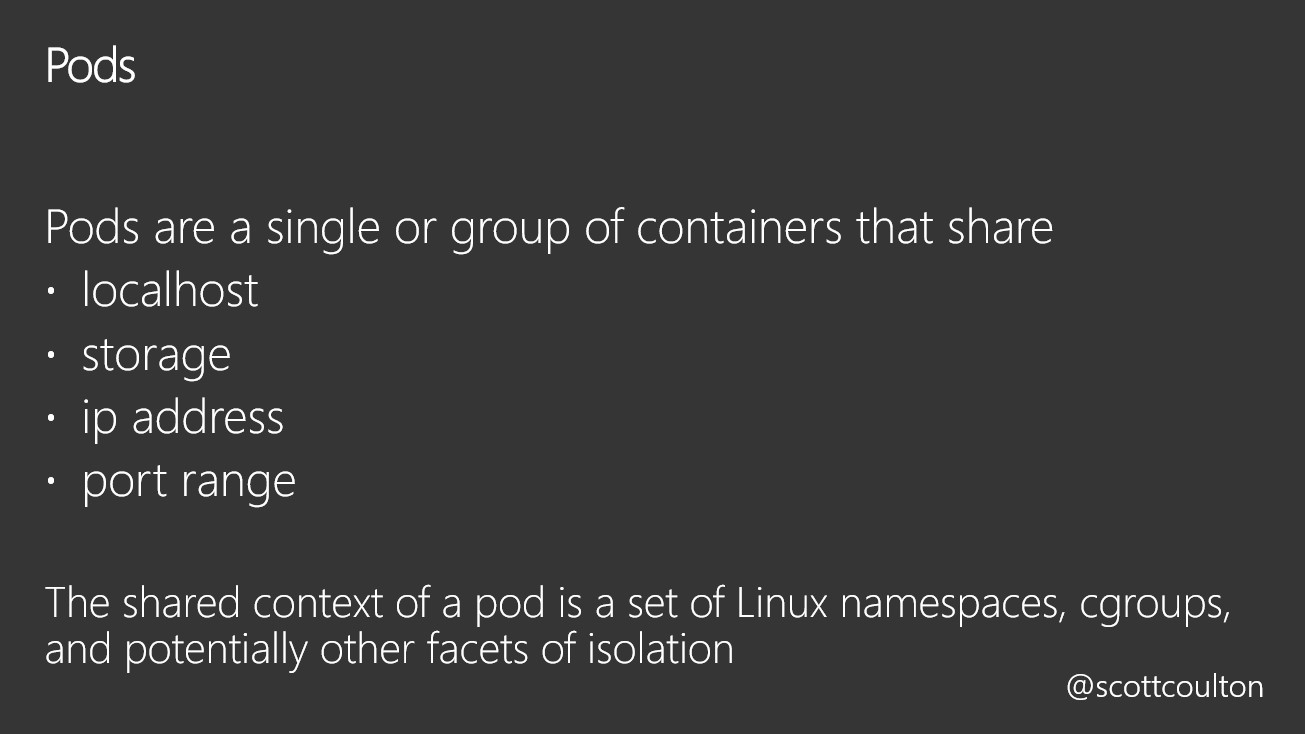 Pods
Pods are a single or group of containers that share
• localhost
• storage
• ip address
• port range
The shared context of a pod is a set of Linux namespaces, cgroups,
and potentially other facets of isolation
@scottcoulton